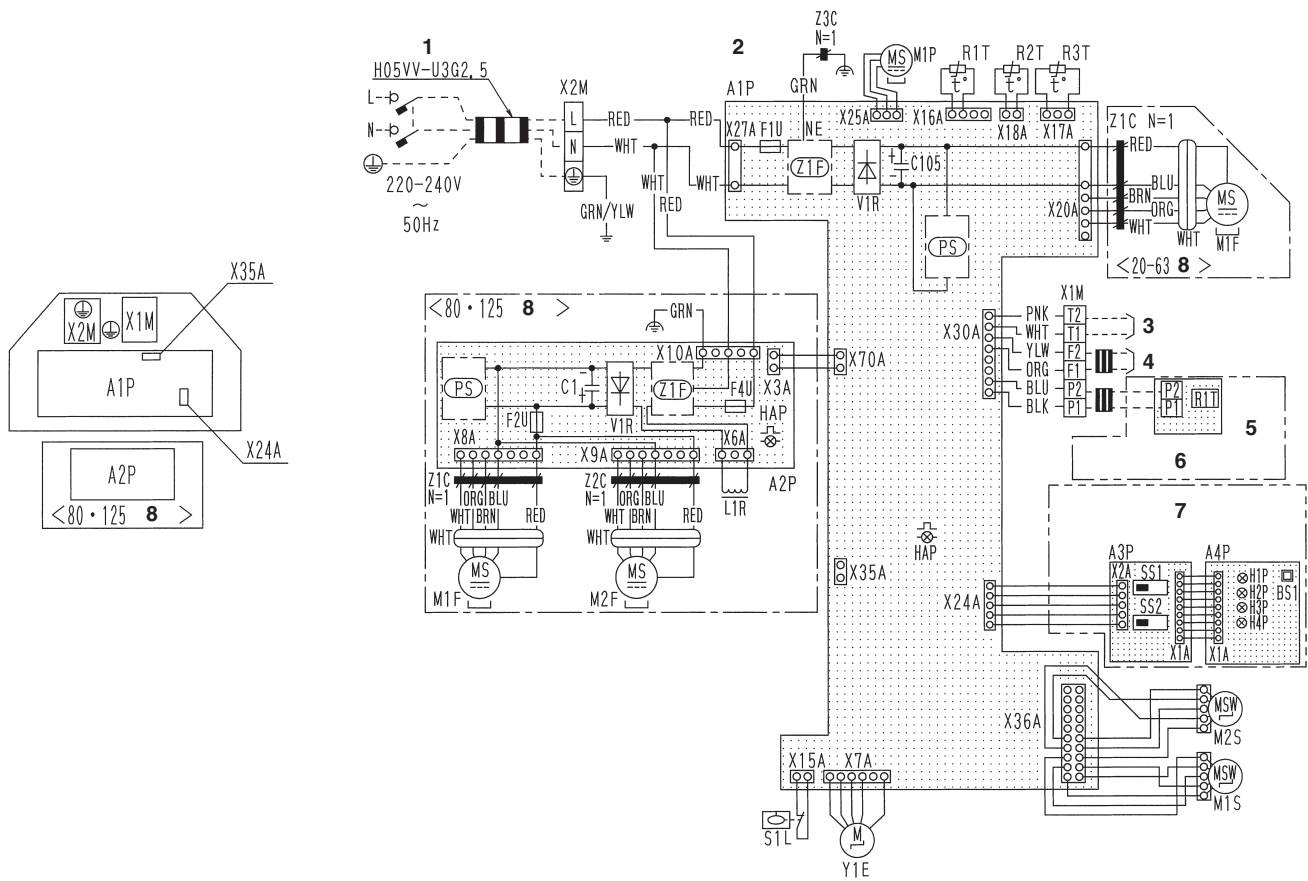 1
H05VV-U3G2,5
L
N
220-240V
~
50Hz
X2M
L
N
RED
WHT
GRN/YLW
WHT
RED
RED
WHT
2
A1P
X27A
F1U
GRN
Z3C
N=1
NE
Z1F
V1R
C105
PS
MS
M1P
X25A
R1T
t°
X16A
R2T
t°
X18A
R3T
t°
X17A
Z1C N=1
RED
BLU
BRN
ORG
WHT
X20A
WHT
MS
M1F
<20-63 8 >
X35A
X2M
X1M
A1P
X24A
A2P
<80・125 8 >
<80・125 8 >
GRN
X10A
PS
C1
V1R
Z1F
F4U
X3A
X70A
F2U
HAP
X8A
X9A
X6A
A2P
Z1C
N=1
ORG
BLU
WHT
BRN
RED
WHT
MS
M1F
Z2C
N=1
ORG
BLU
WHT
BRN
RED
WHT
MS
M2F
L1R
X30A
X1M
PNK
T2
WHT
T1
3
YLW
F2
ORG
F1
4
BLU
P2
BLK
P1
P2
P1
R1T
5
6
7
HAP
X35A
X24A
A3P
X2A
SS1
SS2
X1A
A4P
X1A
H1P
H2P
H3P
H4P
BS1
X36A
MSW
M2S
MSW
M1S
X15A
X7A
S1L
M
Y1E